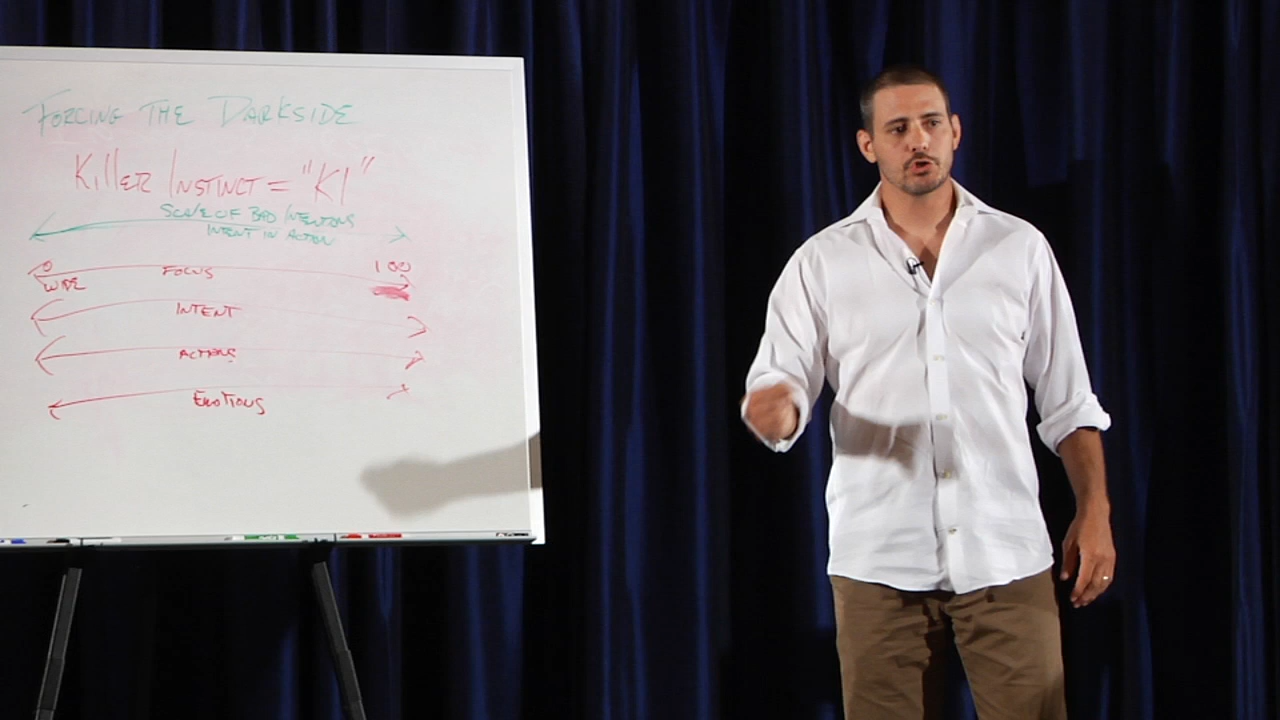 FORCING THE DARKSIDE
KILLER INSTINCT = "KI"
SCALE OF BAD INTENTIONS
INTENT IN ACTION
0 FOCUS 100
WIDE
INTENT
ACTIONS
EMOTIONS